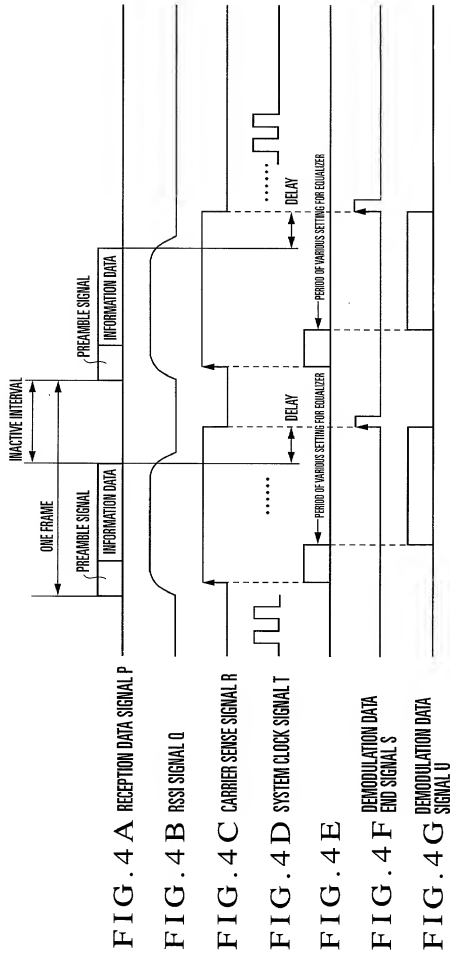 FIG. 4A RECEPTION DATA SIGNAL P
ONE FRAME
INACTIVE INTERVAL
PREAMBLE SIGNAL
INFORMATION DATA
PREAMBLE SIGNAL
INFORMATION DATA
FIG. 4B RSSI SIGNAL Q
FIG. 4C CARRIER SENSE SIGNAL R
DELAY
DELAY
FIG. 4D SYSTEM CLOCK SIGNAL T
......
......
FIG. 4E
PERIOD OF VARIOUS SETTING FOR EQUALIZER
PERIOD OF VARIOUS SETTING FOR EQUALIZER
FIG. 4F DEMODULATION DATA
END SIGNAL S
FIG. 4G DEMODULATION DATA
SIGNAL U